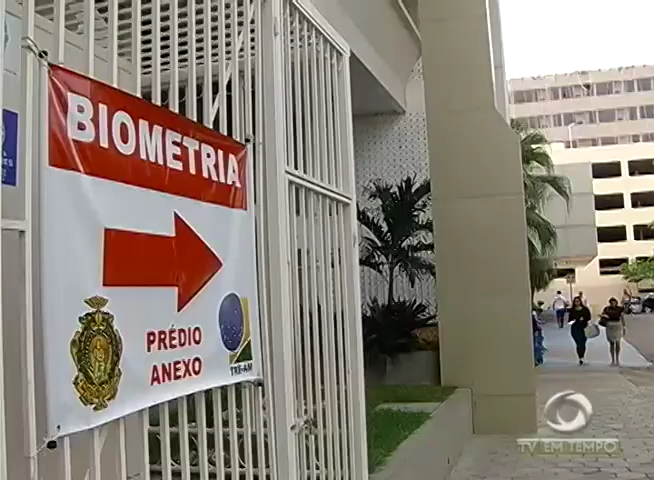 BIOMETRIA
PRÉDIO
ANEXO
TRE-AM
TV EM TEMPO